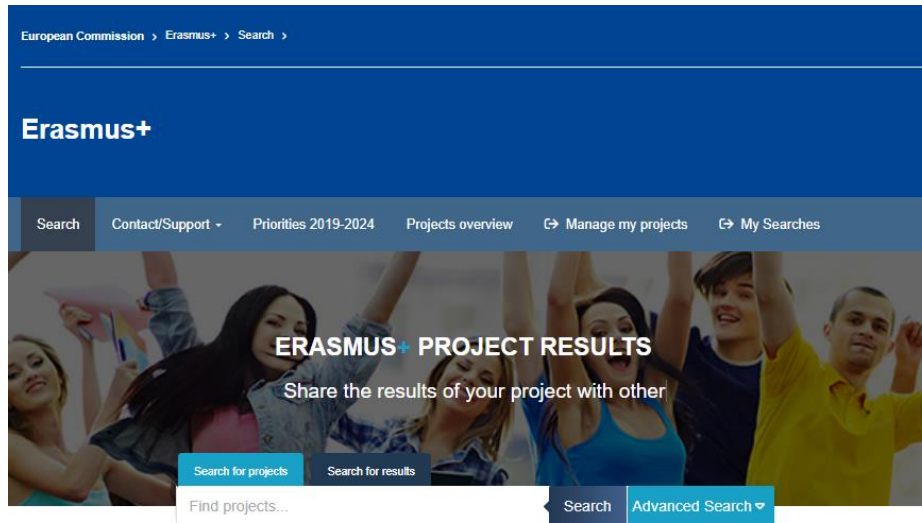 European Commission > Erasmus+ > Search >
Erasmus+
Search Contact/Support Priorities 2019-2024 Projects overview Manage my projects My Searches
ERASMUS+ PROJECT RESULTS
Share the results of your project with other
Search for projects Search for results
Find projects... Search Advanced Search